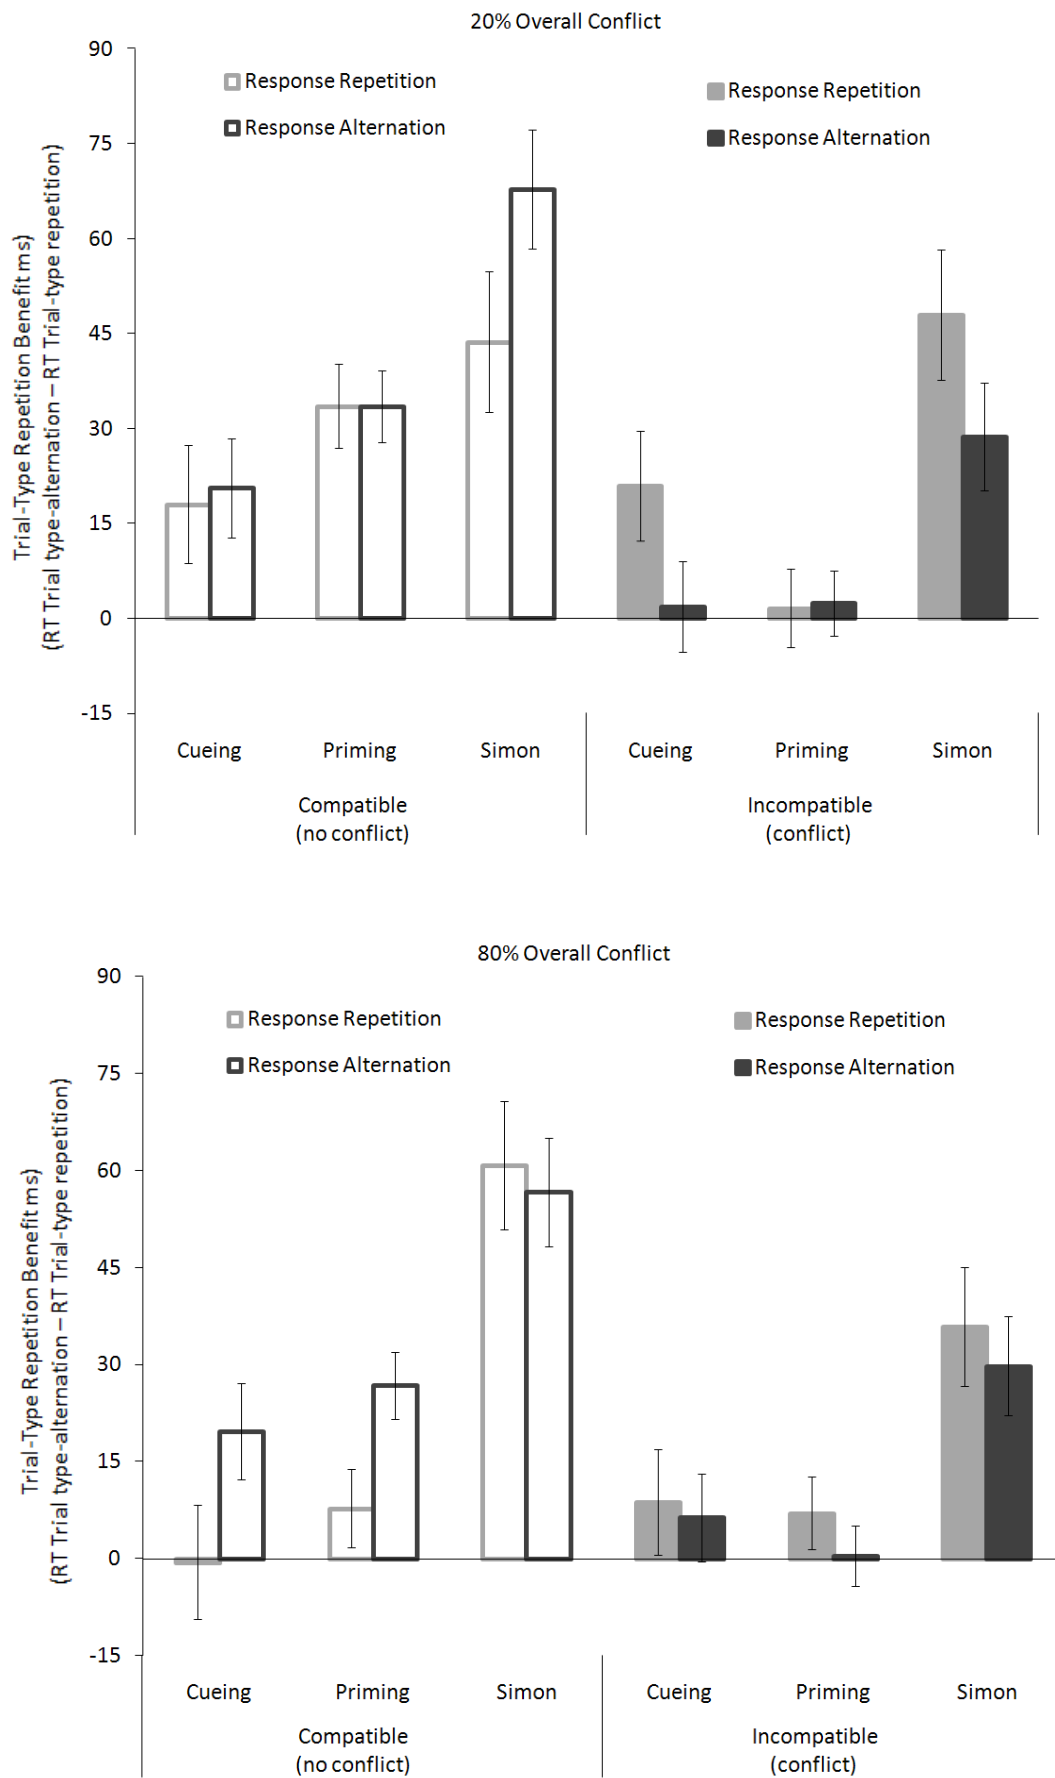 20% Overall Conflict
Trial-Type Repetition Benefit ms)
(RT Trial type-alternation – RT Trial-type repetition)
90
75
60
45
30
15
0
-15
Response Repetition
Response Alternation
Response Repetition
Response Alternation
Cueing Priming Simon Cueing Priming Simon
Compatible Incompatible
(no conflict) (conflict)
80% Overall Conflict
Trial-Type Repetition Benefit ms)
(RT Trial type-alternation – RT Trial-type repetition)
90
75
60
45
30
15
0
-15
Response Repetition
Response Alternation
Response Repetition
Response Alternation
Cueing Priming Simon Cueing Priming Simon
Compatible Incompatible
(no conflict) (conflict)